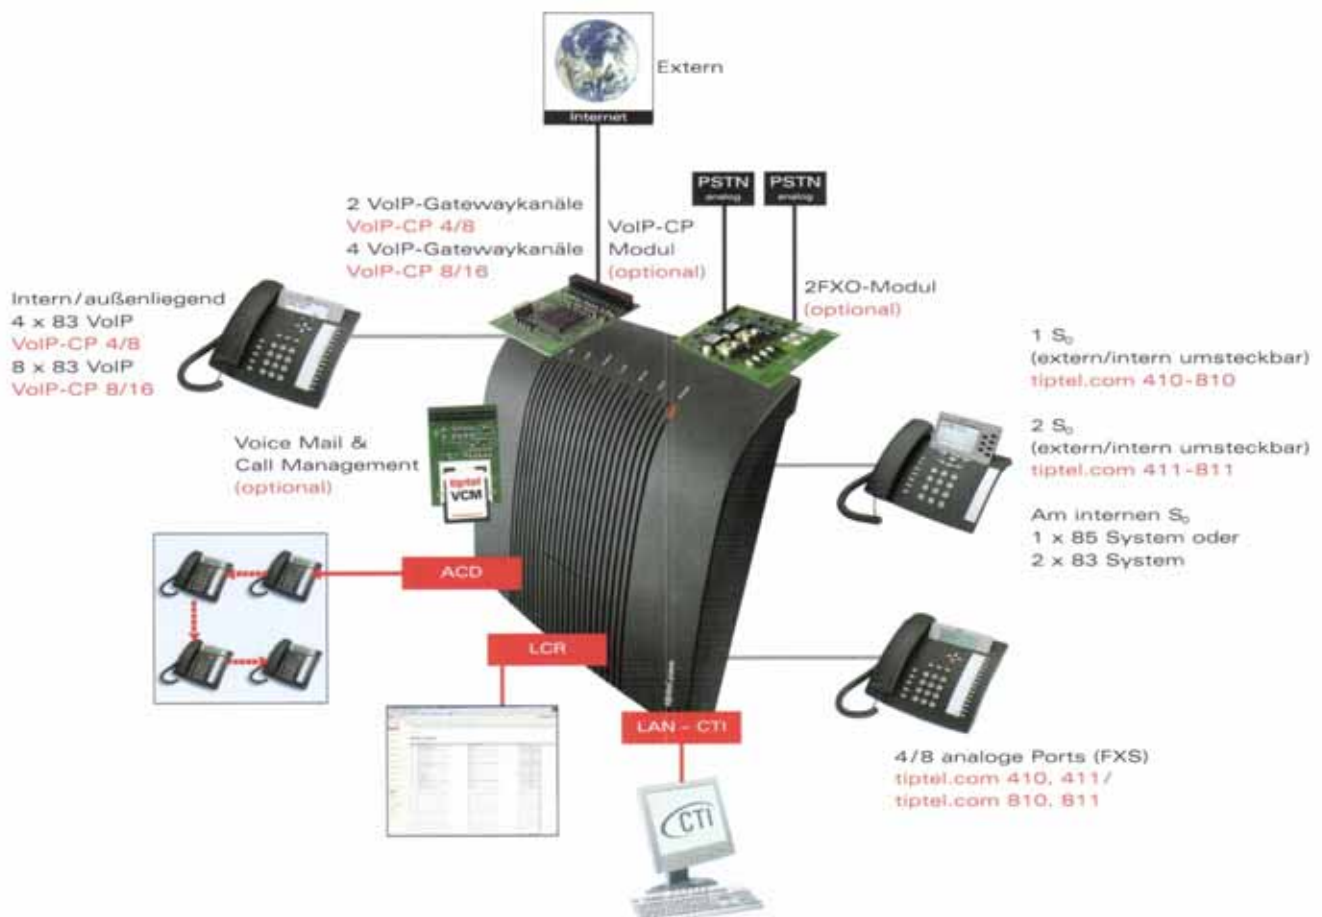 Extern
Internet
PSTN
analog
PSTN
analog
2 VoIP-Gatewaykanäle
VoIP-CP 4/8
4 VoIP-Gatewaykanäle
VoIP-CP 8/16
VoIP-CP
Modul
(optional)
2FXO-Modul
(optional)
Intern/außenliegend
4 x 83 VoIP
VoIP-CP 4/8
8 x 83 VoIP
VoIP-CP 8/16
1 S₀
(extern/intern umsteckbar)
tiptel.com 410-810
2 S₀
(extern/intern umsteckbar)
tiptel.com 411-811
Am internen S₀
1 x 85 System oder
2 x 83 System
Voice Mail &
Call Management
(optional)
tiptel
VCM
ACD
LCR
LAN – CTI
CTI
4/8 analoge Ports (FXS)
tiptel.com 410, 411/
tiptel.com 810, 811